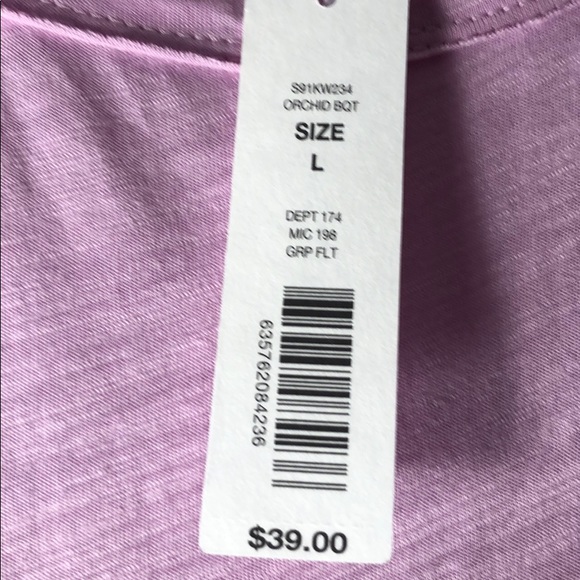 S91KW234
ORCHID BQT
SIZE
L
DEPT 174
MIC 198
GRP FLT
635762084236
$39.00